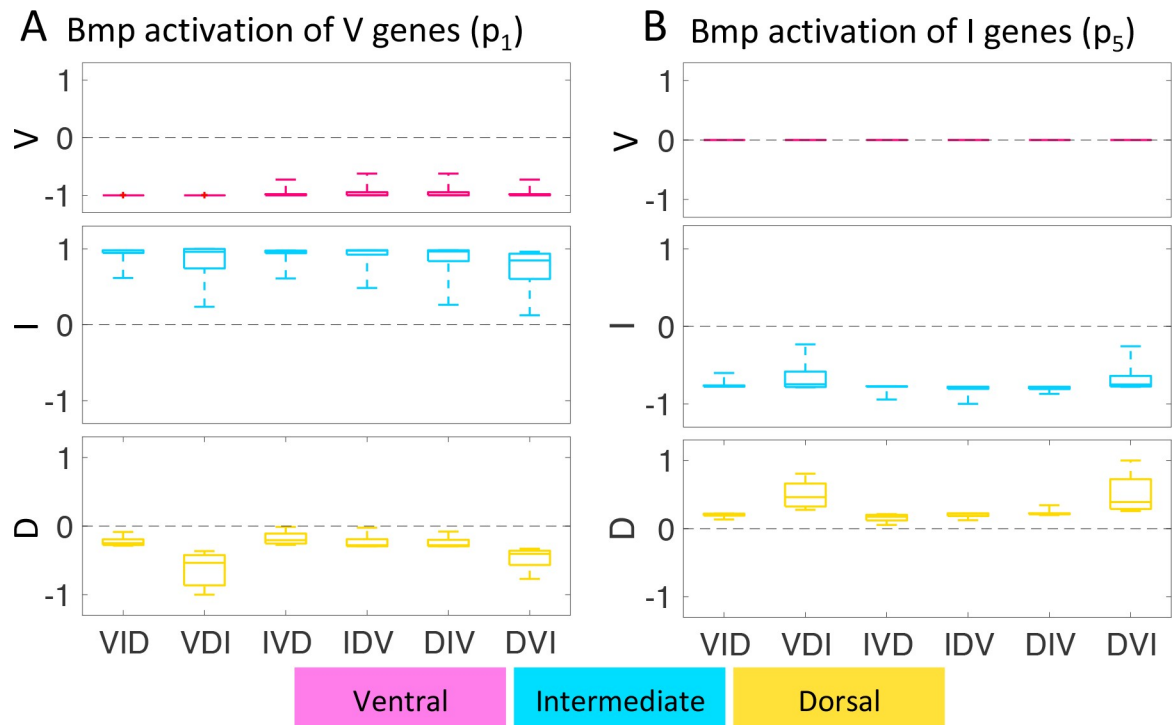 A Bmp activation of V genes (p1)
B Bmp activation of I genes (p5)
V
1
0
-1
I
1
0
-1
D
1
0
-1
VID VDI IVD IDV DIV DVI
V
1
0
-1
I
1
0
-1
D
1
0
-1
VID VDI IVD IDV DIV DVI
Ventral Intermediate Dorsal